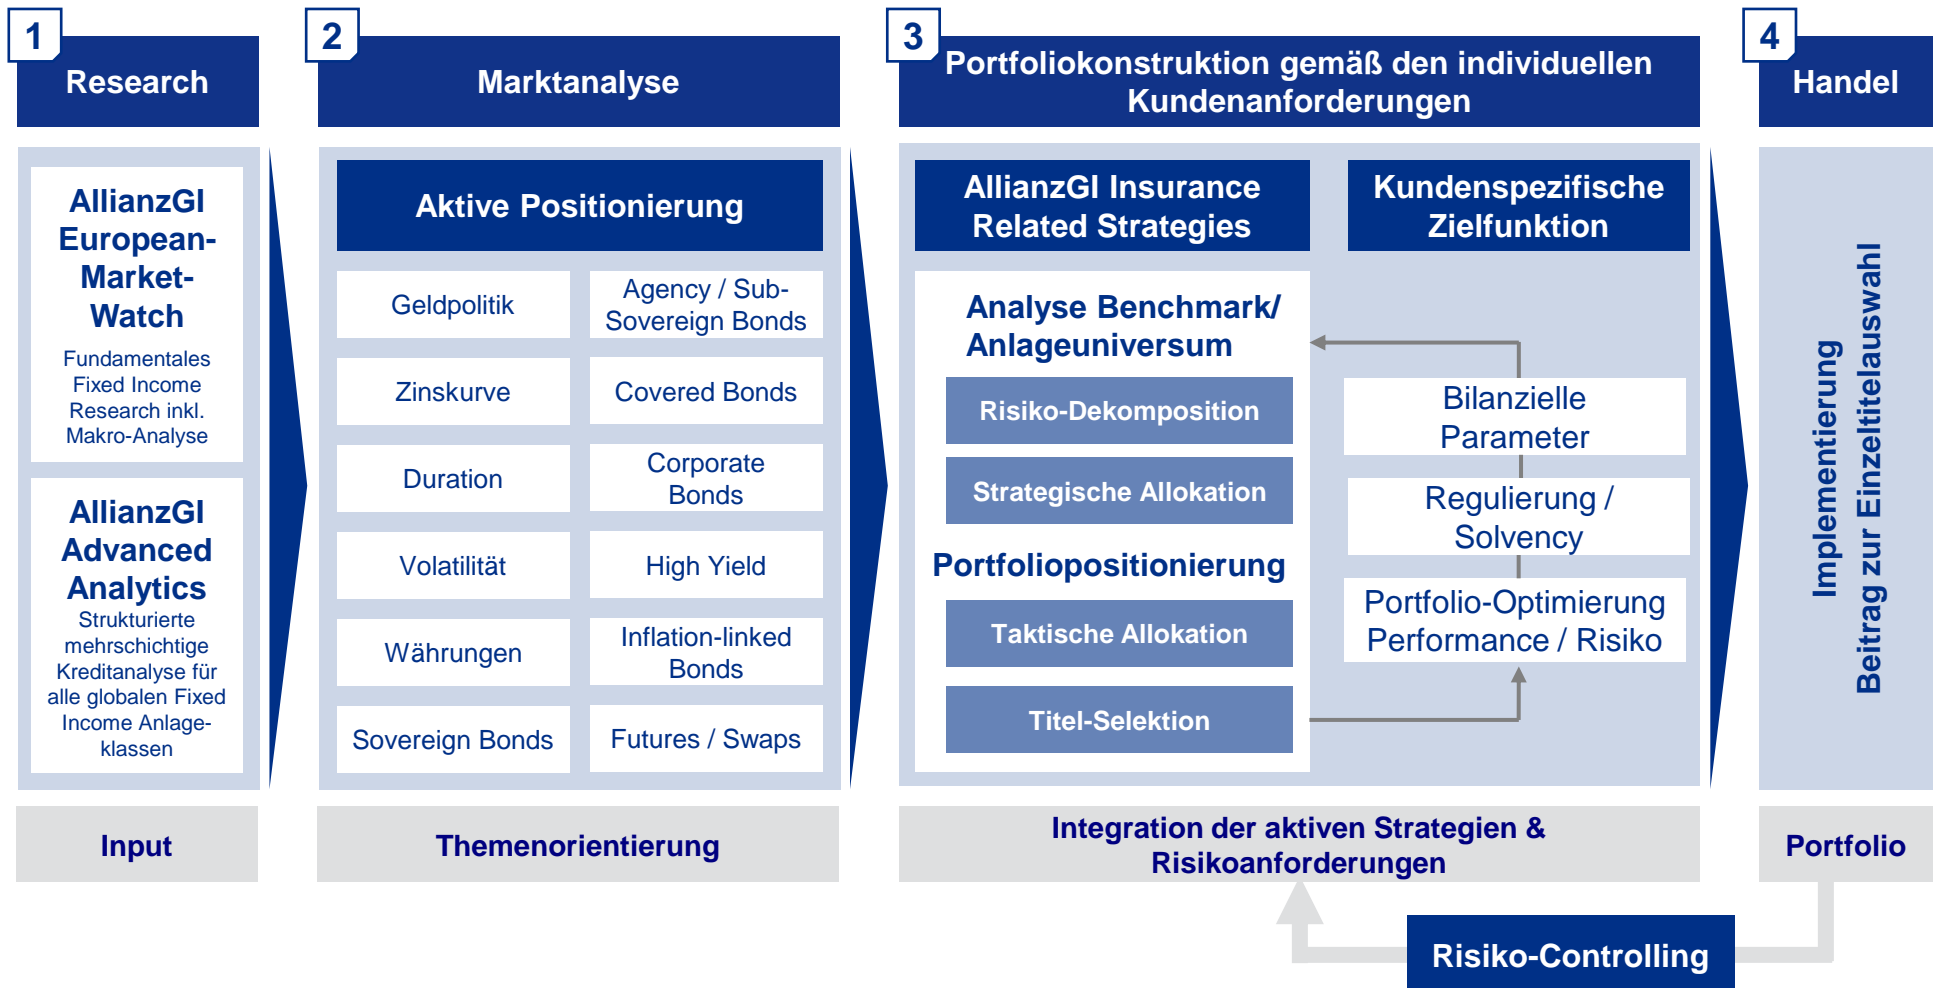 1
Research
AllianzGI
European-
Market-
Watch
Fundamentales
Fixed Income
Research inkl.
Makro-Analyse
AllianzGI
Advanced
Analytics
Strukturierte
mehrschichtige
Kreditanalyse für
alle globalen Fixed
Income Anlage-
klassen
Input
2
Marktanalyse
Aktive Positionierung
Geldpolitik
Agency / Sub-
Sovereign Bonds
Zinskurve
Covered Bonds
Duration
Corporate
Bonds
Volatilität
High Yield
Währungen
Inflation-linked
Bonds
Sovereign Bonds
Futures / Swaps
Themenorientierung
3
Portfoliokonstruktion gemäß den individuellen
Kundenanforderungen
AllianzGI Insurance
Related Strategies
Analyse Benchmark/
Anlageuniversum
Risiko-Dekomposition
Strategische Allokation
Portfoliopositionierung
Taktische Allokation
Titel-Selektion
Kundenspezifische
Zielfunktion
Bilanzielle
Parameter
Regulierung /
Solvency
Portfolio-Optimierung
Performance / Risiko
Integration der aktiven Strategien &
Risikoanforderungen
4
Handel
Implementierung
Beitrag zur Einzeltitelauswahl
Portfolio
Risiko-Controlling